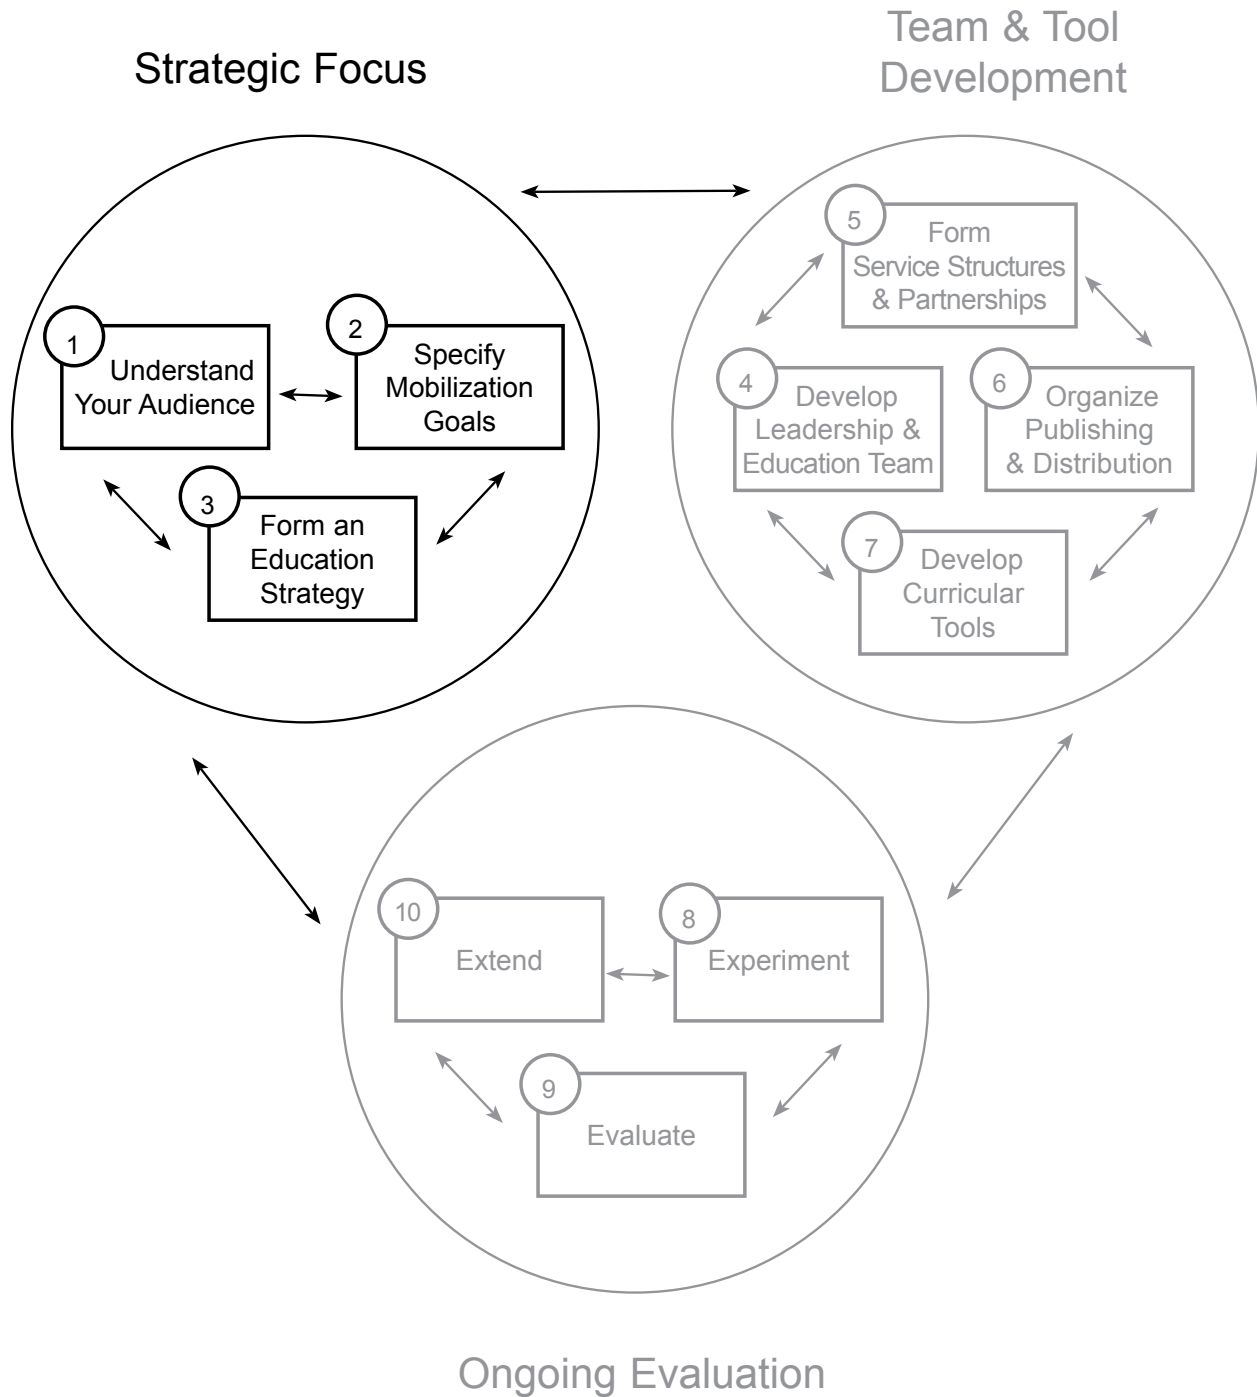 Strategic Focus
Team & Tool
Development
1
Understand
Your Audience
2
Specify
Mobilization
Goals
3
Form an
Education
Strategy
4
Develop
Leadership &
Education Team
5
Form
Service Structures
& Partnerships
6
Organize
Publishing
& Distribution
7
Develop
Curricular
Tools
8
Experiment
9
Evaluate
10
Extend
Ongoing Evaluation